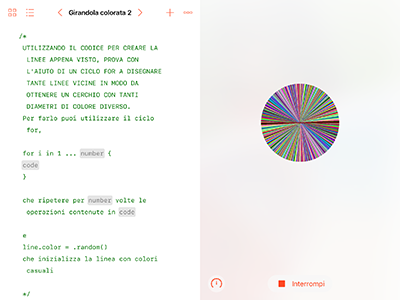 Girandola colorata 2
/*
UTILIZZANDO IL CODICE PER CREARE LA
LINEE APPENA VISTO, PROVA CON
L'AIUTO DI UN CICLO FOR A DISEGNARE
TANTE LINEE VICINE IN MODO DA
OTTENERE UN CERCHIO CON TANTI
DIAMETRI DI COLORE DIVERSO.
Per farlo puoi utilizzare il ciclo
for,
for i in 1 ... number {
code
}
che ripetere per number volte le
operazioni contenute in code
e
line.color = .random()
che inizializza la linea con colori
casuali
*/
Interrompi